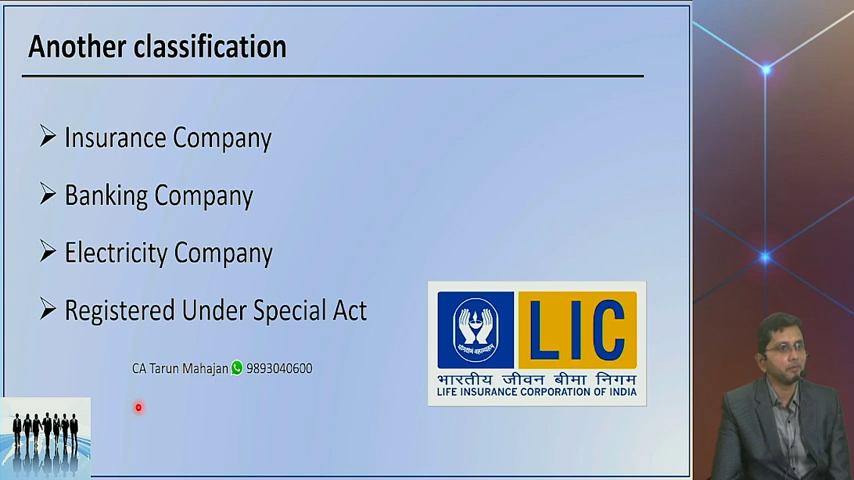 Another classification
Insurance Company
Banking Company
Electricity Company
Registered Under Special Act
LIC
भारतीय जीवन बीमा निगम
LIFE INSURANCE CORPORATION OF INDIA
CA Tarun Mahajan 9893040600